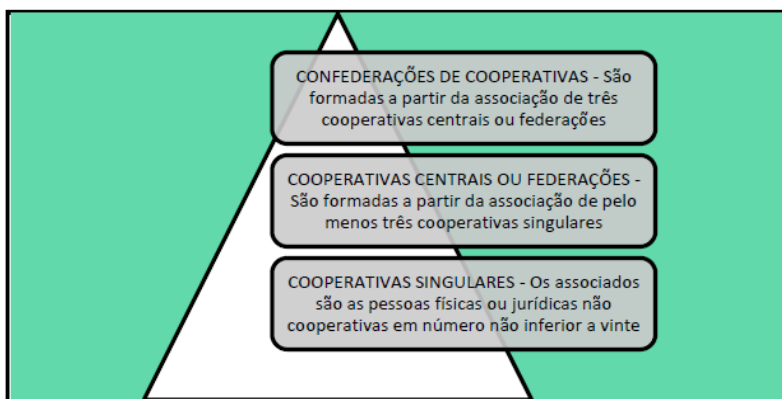 CONFEDERAÇÕES DE COOPERATIVAS - São
formadas a partir da associação de três
cooperativas centrais ou federações
COOPERATIVAS CENTRAIS OU FEDERAÇÕES -
São formadas a partir da associação de pelo
menos três cooperativas singulares
COOPERATIVAS SINGULARES - Os associados
são as pessoas físicas ou jurídicas não
cooperativas em número não inferior a vinte